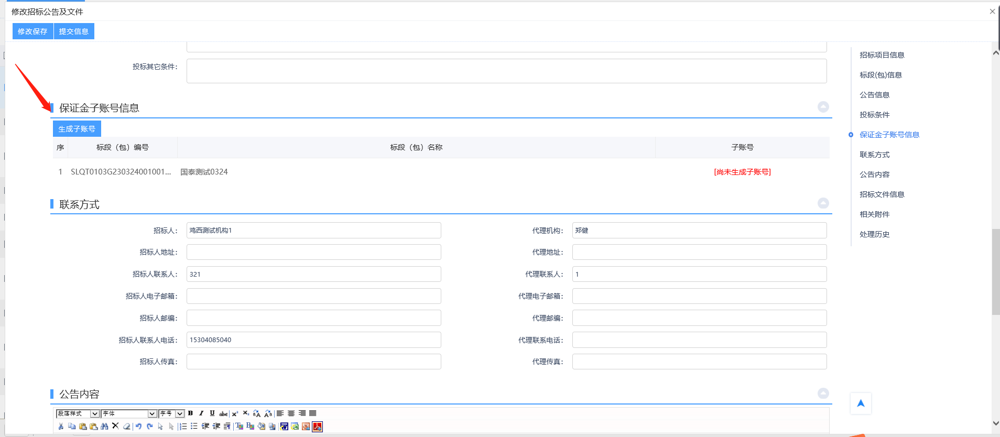 修改招标公告及文件
修改保存 提交信息
投标其它条件：
保证金子账号信息
生成子账号
序 标段（包）编号 标段（包）名称 子账号
1 SLQT0103G230324001001... 国泰测试0324 [尚未生成子账号]
联系方式
招标人： 鸡西测试机构1 代理机构： 郑健
招标人地址： 代理地址：
招标人联系人： 321 代理联系人： 1
招标人电子邮箱： 代理电子邮箱：
招标人邮编： 代理邮编：
招标人联系人电话： 15304085040 代理联系电话：
招标人传真： 代理传真：
公告内容
段落样式 字体 字号
招标项目信息
标段(包)信息
公告信息
投标条件
保证金子账号信息
联系方式
公告内容
招标文件信息
相关附件
处理历史